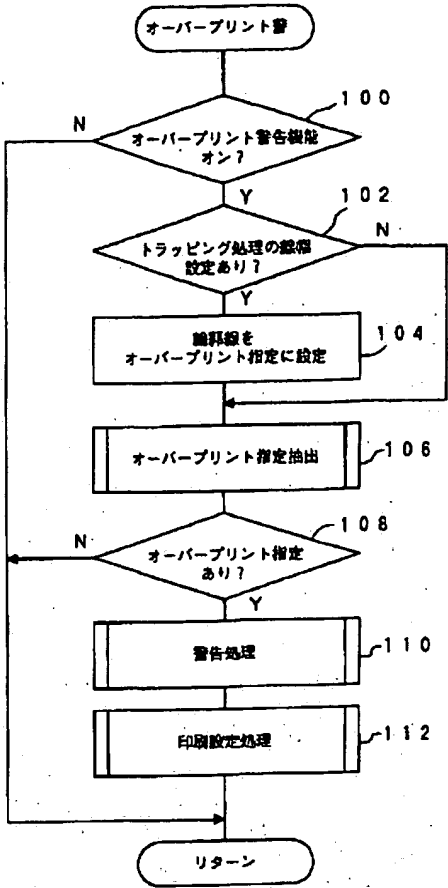 オーバープリント警
100
N
オーバープリント警告機能
オン?
Y
102
N
トラッピング処理の線幅
設定あり?
Y
輪郭線を
オーバープリント指定に設定
104
オーバープリント指定抽出
106
108
N
オーバープリント指定
あり?
Y
警告処理
110
印刷設定処理
112
リターン